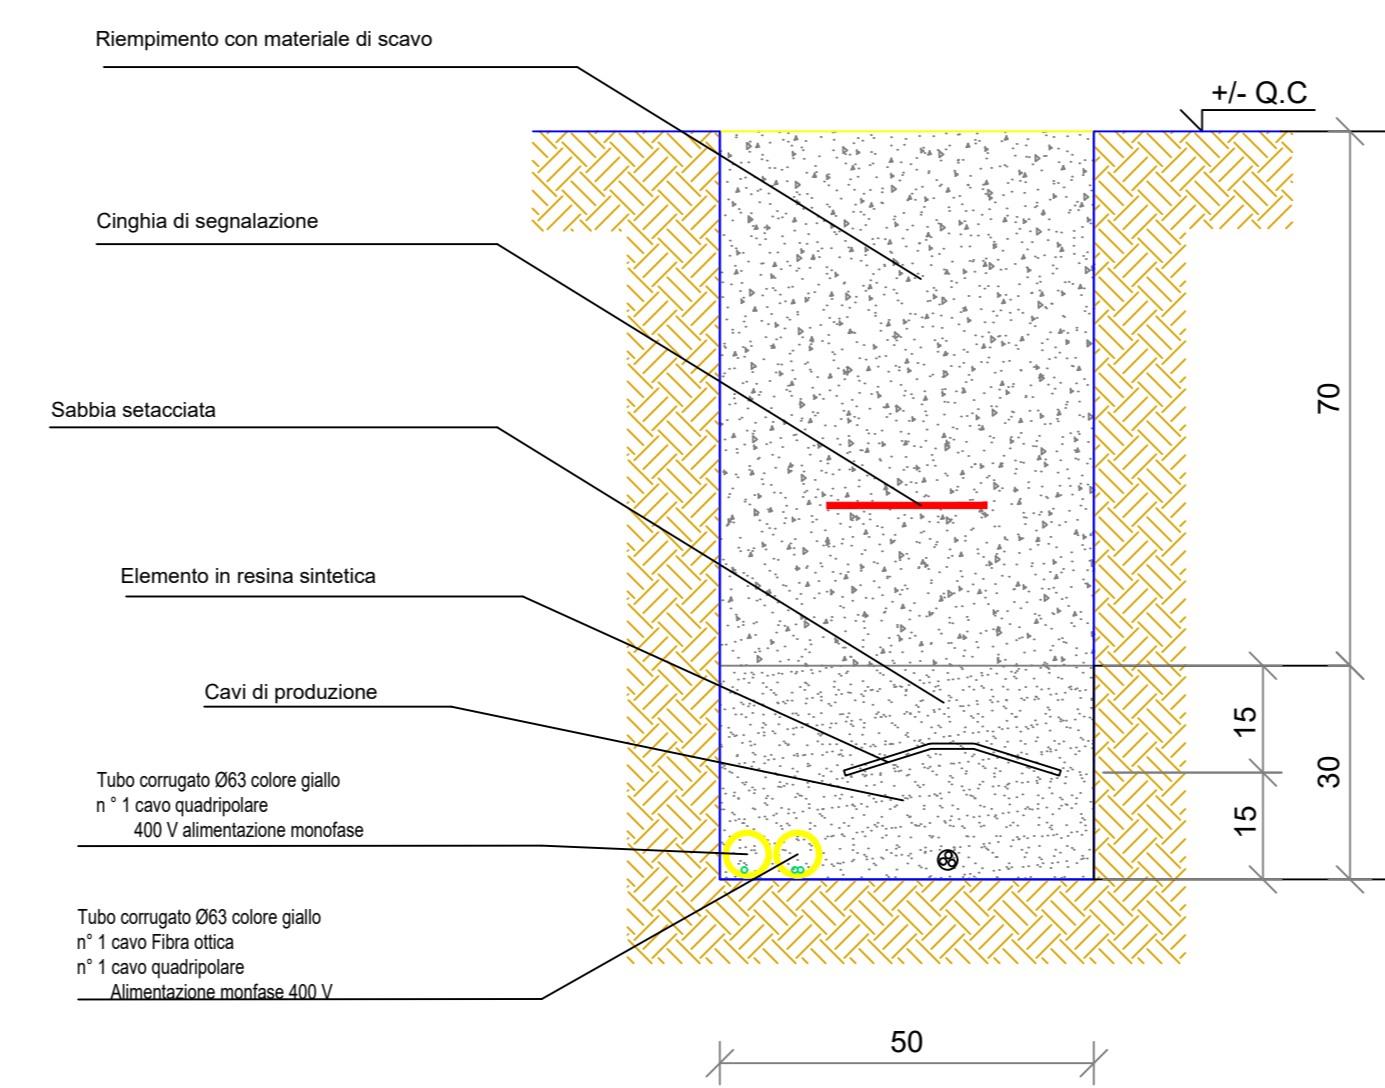 Riempimento con materiale di scavo
+/- Q.C
Cinghia di segnalazione
70
Sabbia setacciata
Elemento in resina sintetica
Cavi di produzione
15
30
15
Tubo corrugato Ø63 colore giallo
n ° 1 cavo quadripolare
400 V alimentazione monofase
Tubo corrugato Ø63 colore giallo
n° 1 cavo Fibra ottica
n° 1 cavo quadripolare
Alimentazione monfase 400 V
50